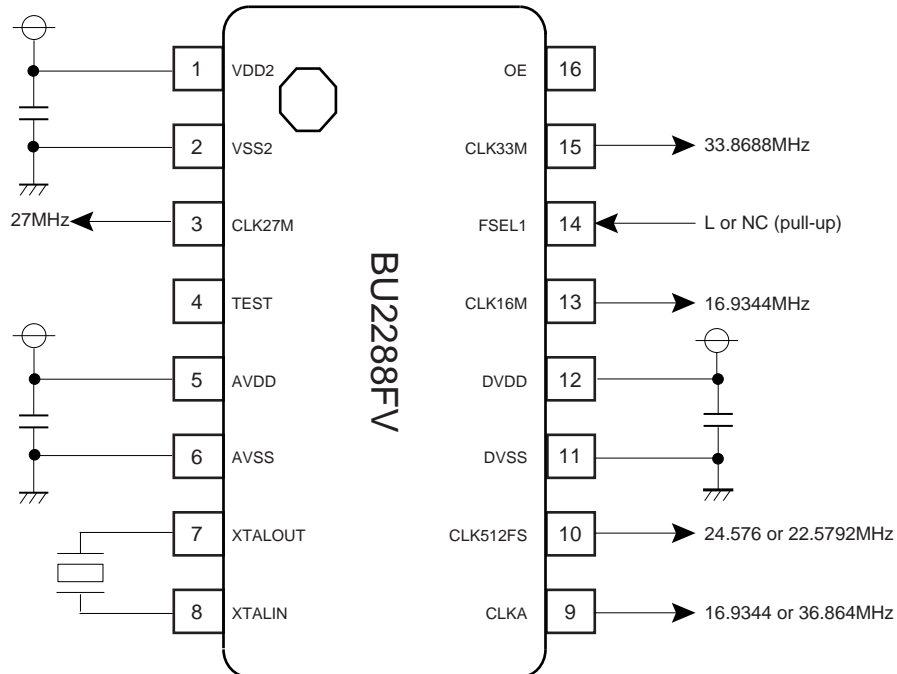 1 VDD2
OE 16
2 VSS2
CLK33M 15
33.8688MHz
27MHz
3 CLK27M
FSEL1 14
L or NC (pull-up)
4 TEST
CLK16M 13
16.9344MHz
5 AVDD
DVDD 12
6 AVSS
DVSS 11
7 XTALOUT
CLK512FS 10
24.576 or 22.5792MHz
8 XTALIN
CLKA 9
16.9344 or 36.864MHz
BU2288FV